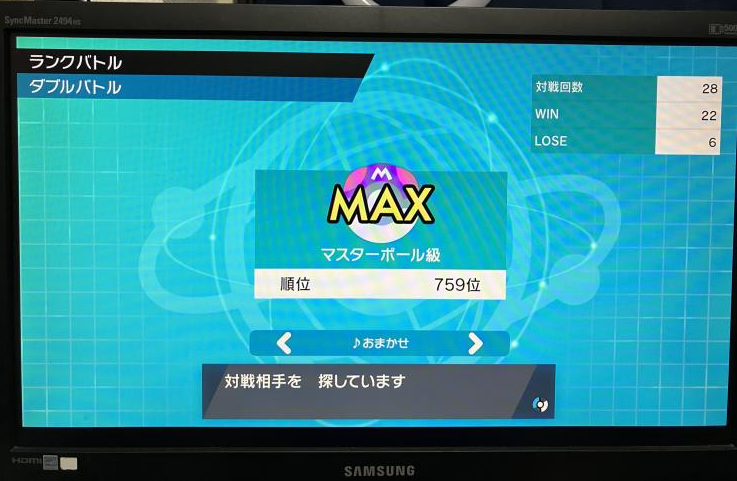 SyncMaster 2494HS
ランクバトル
ダブルバトル
対戦回数 28
WIN 22
LOSE 6
M
MAX
マスターボール級
順位 759位
♪おまかせ
対戦相手を 探しています
HDMI
SAMSUNG